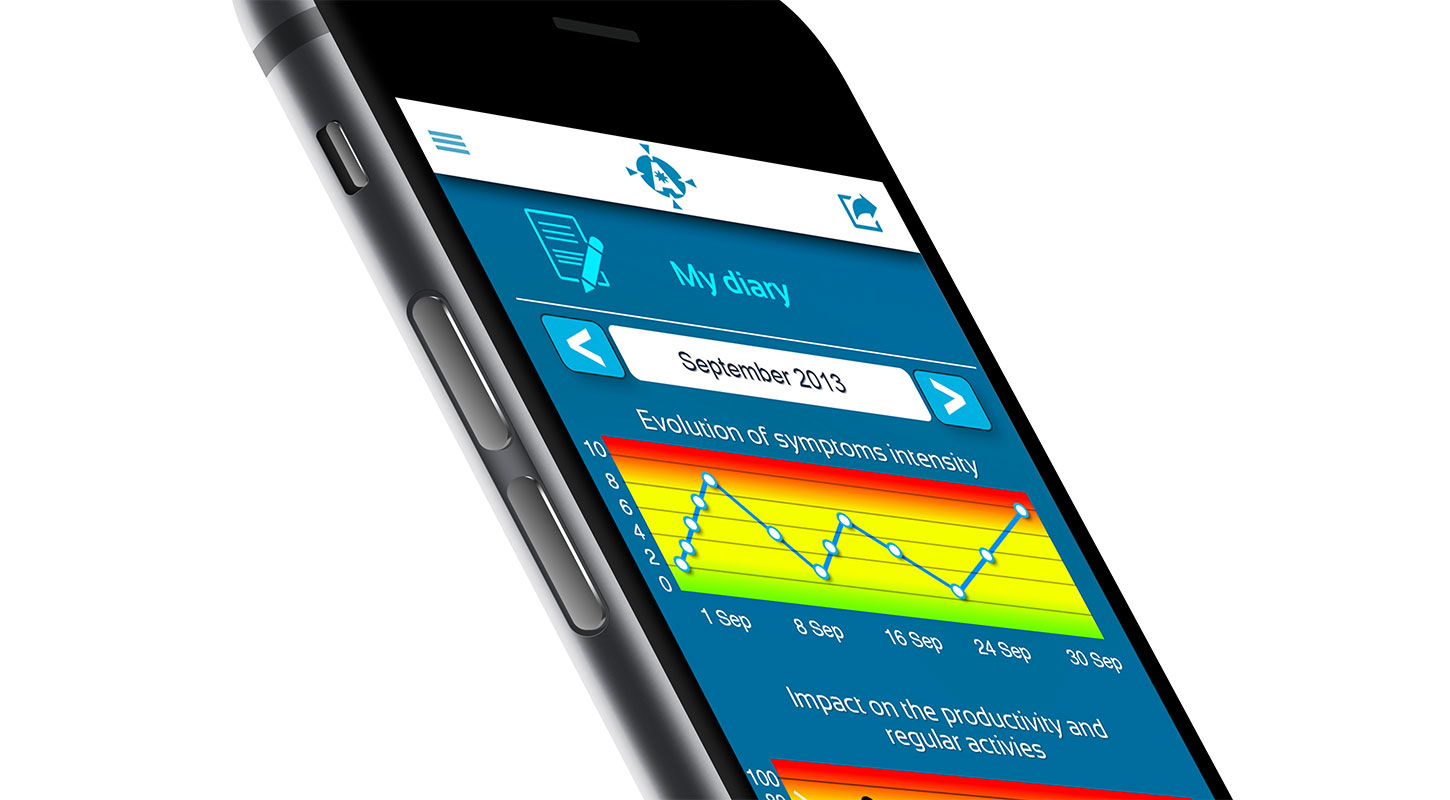 A
My diary
September 2013
Evolution of symptoms intensity
10
8
6
4
2
0
1 Sep
8 Sep
16 Sep
24 Sep
30 Sep
Impact on the productivity and
regular activies
100
80